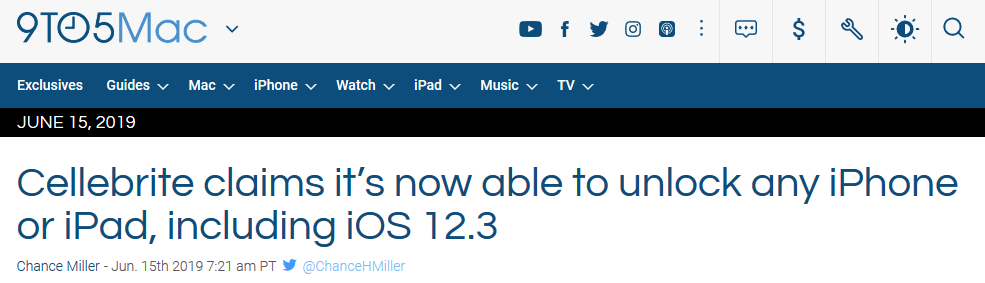 9TO5Mac
Exclusives Guides Mac iPhone Watch iPad Music TV
JUNE 15, 2019
Cellebrite claims it’s now able to unlock any iPhone
or iPad, including iOS 12.3
Chance Miller - Jun. 15th 2019 7:21 am PT @ChanceHMiller